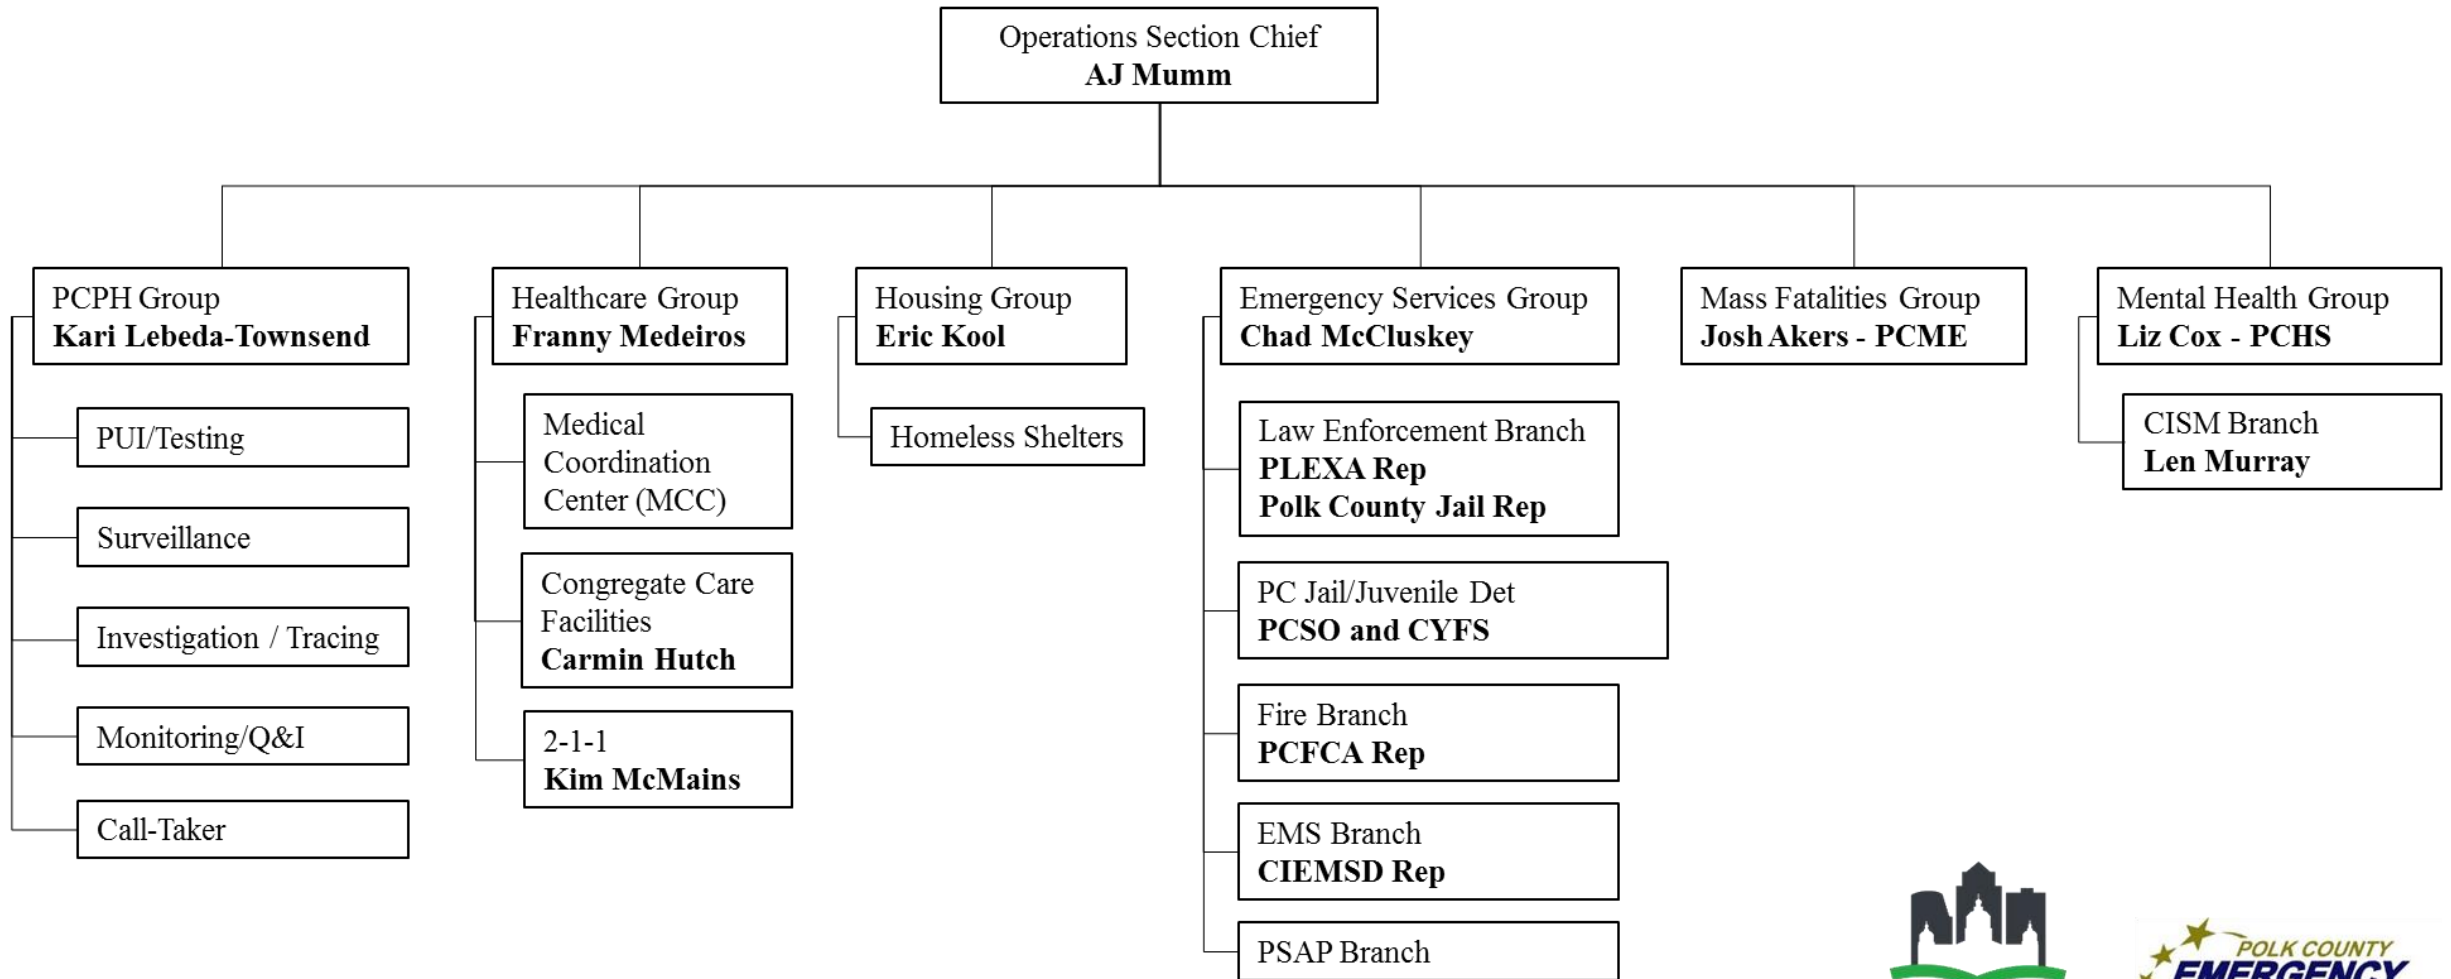 Operations Section Chief
AJ Mumm
PCPH Group
Kari Lebeda-Townsend
PUI/Testing
Surveillance
Investigation / Tracing
Monitoring/Q&I
Call-Taker
Healthcare Group
Franny Medeiros
Medical
Coordination
Center (MCC)
Congregate Care
Facilities
Carmin Hutch
2-1-1
Kim McMains
Housing Group
Eric Kool
Homeless Shelters
Emergency Services Group
Chad McCluskey
Law Enforcement Branch
PLEXA Rep
Polk County Jail Rep
PC Jail/Juvenile Det
PCSO and CYFS
Fire Branch
PCFCA Rep
EMS Branch
CIEMSD Rep
PSAP Branch
Mass Fatalities Group
Josh Akers - PCME
Mental Health Group
Liz Cox - PCHS
CISM Branch
Len Murray
POLK COUNTY
EMERGENCY